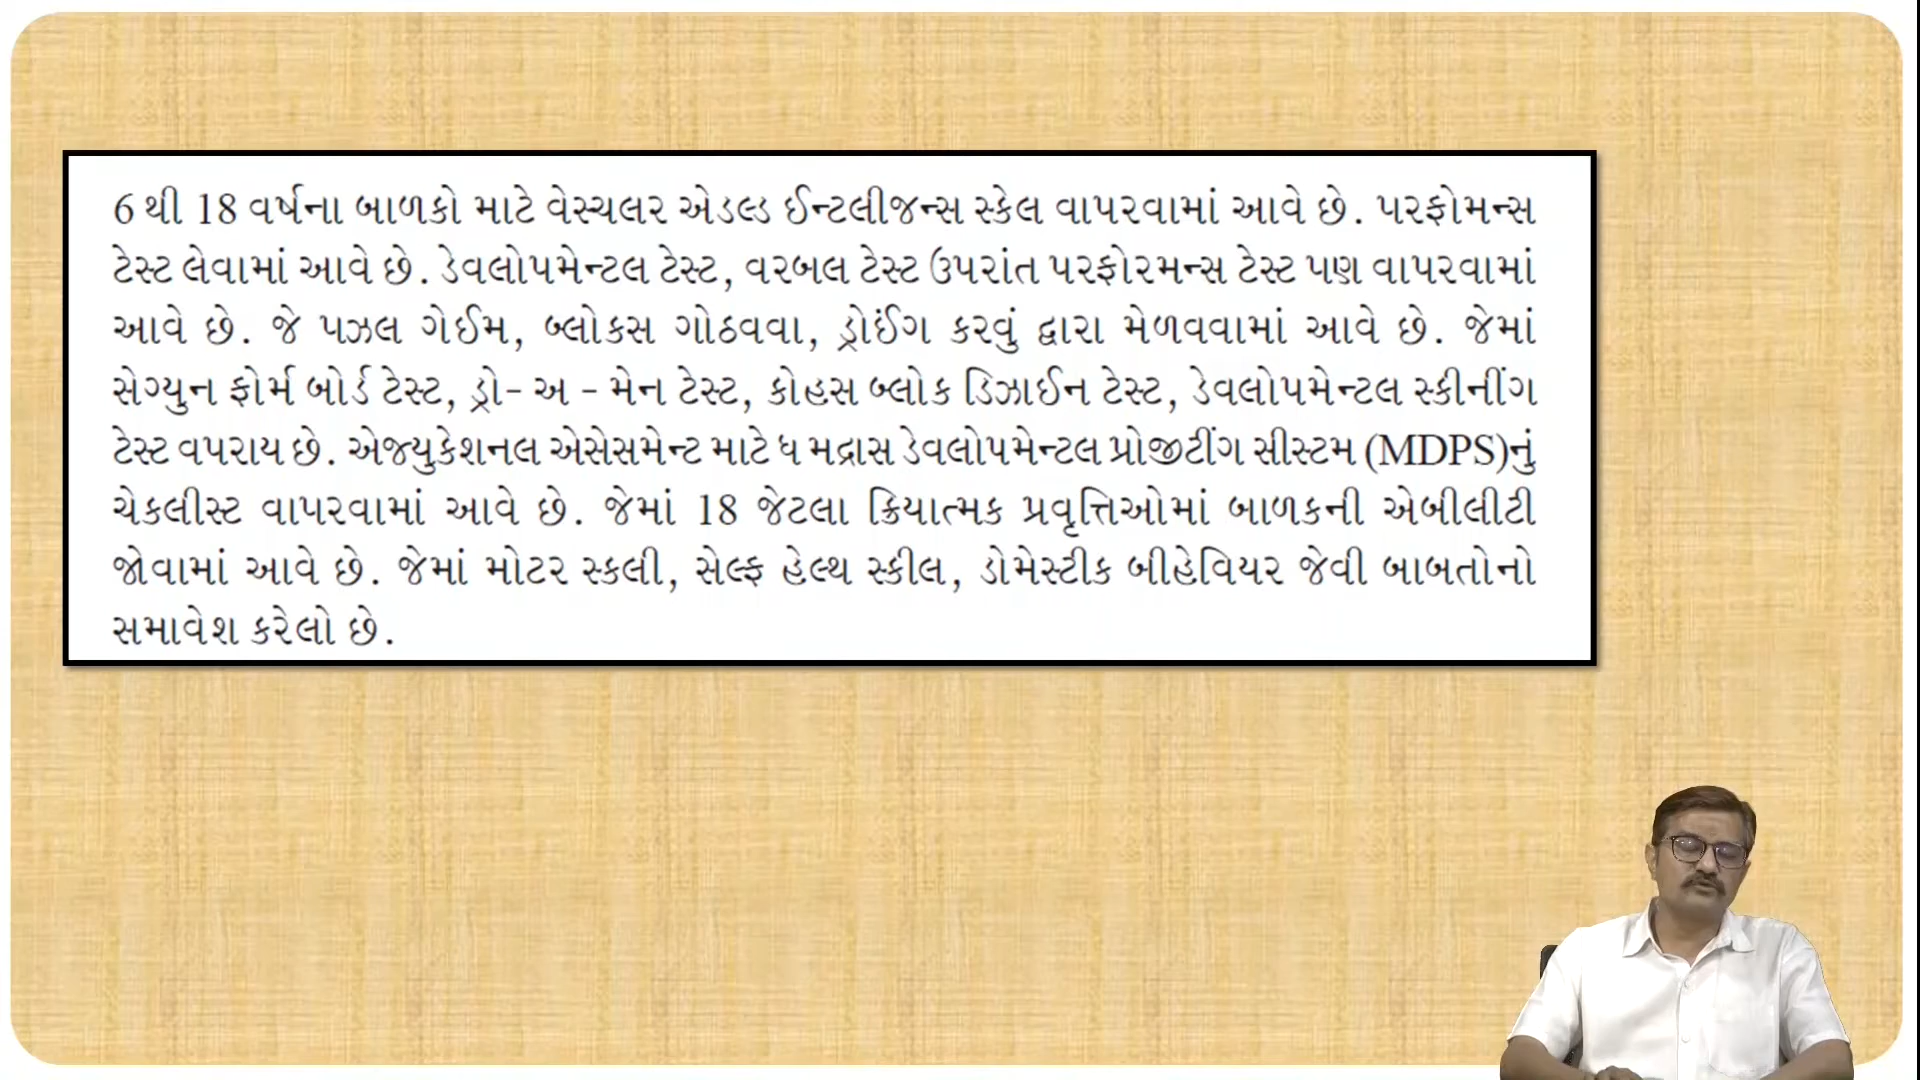 6 થી 18 વર્ષના બાળકો માટે વેસ્ચલર એડલ્ડ ઈન્ટલીજન્સ સ્કેલ વાપરવામાં આવે છે. પરફોમન્સ
ટેસ્ટ લેવામાં આવે છે. ડેવલોપમેન્ટલ ટેસ્ટ, વરબલ ટેસ્ટ ઉપરાંત પરફોરમન્સ ટેસ્ટ પણ વાપરવામાં
આવે છે. જે પઝલ ગેઈમ, બ્લોકસ ગોઠવવા, ડ્રોઈંગ કરવું દ્વારા મેળવવામાં આવે છે. જેમાં
સેગ્યુન ફોર્મ બોર્ડ ટેસ્ટ, ડ્રો- અ - મેન ટેસ્ટ, કોહસ બ્લોક ડિઝાઈન ટેસ્ટ, ડેવલોપમેન્ટલ સ્કીનીંગ
ટેસ્ટ વપરાય છે. એજ્યુકેશનલ એસેસમેન્ટ માટે ધ મદ્રાસ ડેવલોપમેન્ટલ પ્રોજીટીંગ સીસ્ટમ (MDPS)નું
ચેકલીસ્ટ વાપરવામાં આવે છે. જેમાં 18 જેટલા ક્રિયાત્મક પ્રવૃત્તિઓમાં બાળકની એબીલીટી
જોવામાં આવે છે. જેમાં મોટર સ્કલી, સેલ્ફ હેલ્થ સ્કીલ, ડોમેસ્ટીક બીહેવિયર જેવી બાબતોનો
સમાવેશ કરેલો છે.